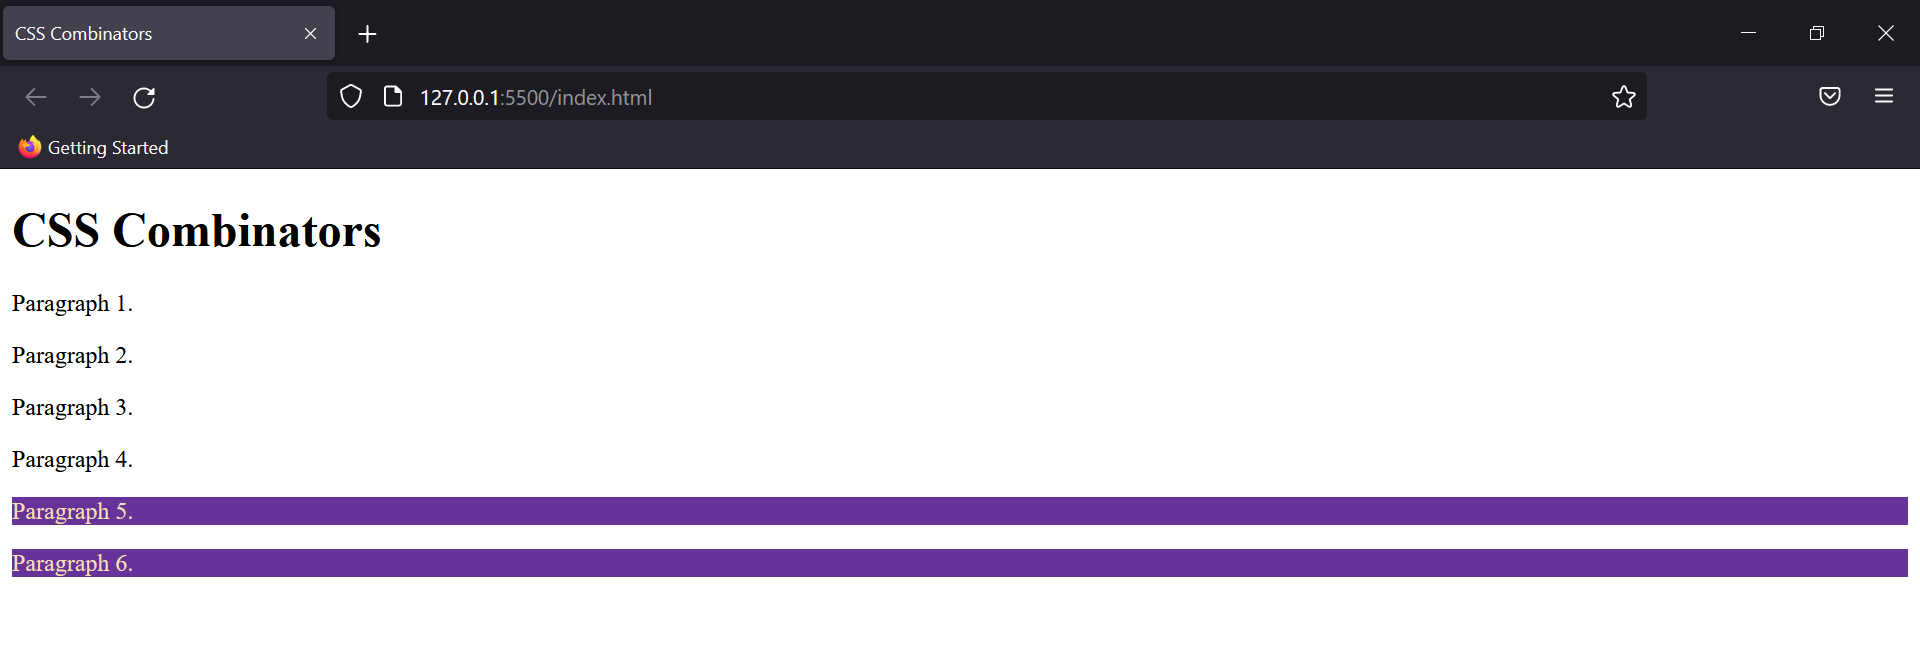 CSS Combinators
127.0.0.1:5500/index.html
Getting Started
CSS Combinators
Paragraph 1.
Paragraph 2.
Paragraph 3.
Paragraph 4.
Paragraph 5.
Paragraph 6.